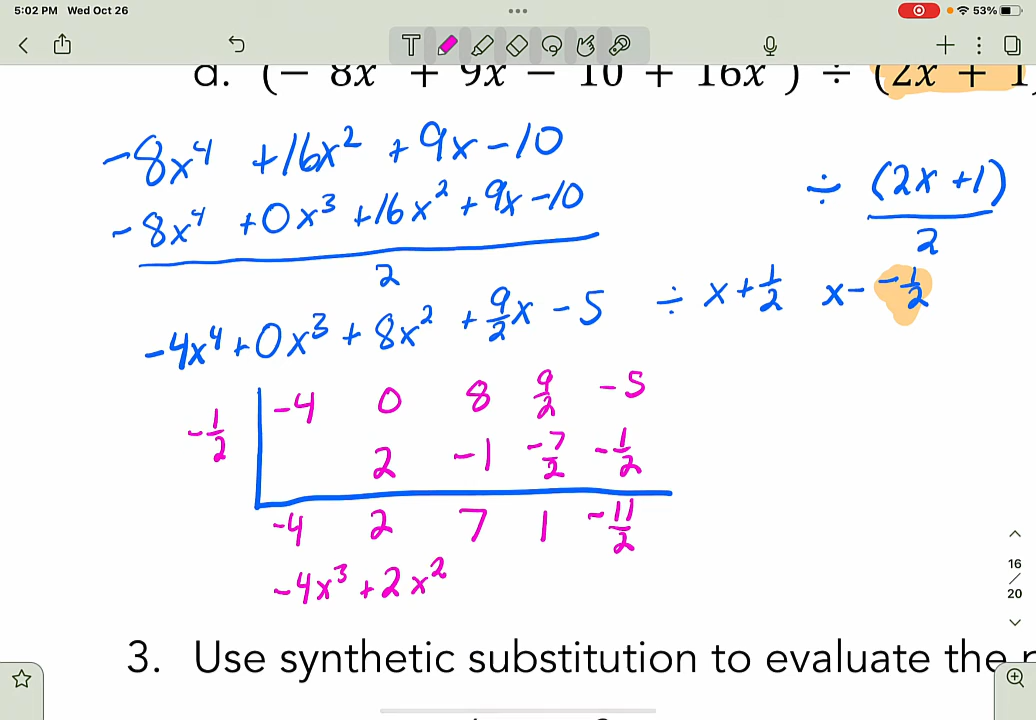 5:02 PM Wed Oct 26
53%
T
d. (− 8x + 9x − 10 + 16x ) ÷ (2x + 1
-8x⁴ +16x² + 9x - 10
-8x⁴ + 0x³ + 16x² + 9x - 10 ÷ (2x + 1)
2 2
-4x⁴ + 0x³ + 8x² + 9/2 x - 5 ÷ x + 1/2 x - -1/2
-1/2 -4 0 8 9/2 -5
2 -1 -7/2 -1/2
-4 2 7 1 -11/2
-4x³ + 2x²
16
/
20
3. Use synthetic substitution to evaluate the